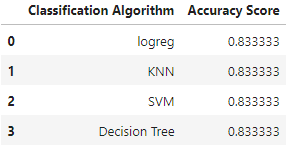 Classification Algorithm Accuracy Score
0 logreg 0.833333
1 KNN 0.833333
2 SVM 0.833333
3 Decision Tree 0.833333